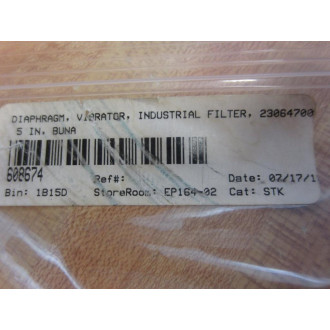 DIAPHRAGM, VIBRATOR, INDUSTRIAL FILTER, 23064700
5 IN, BUNA
608674 Ref#: Date: 07/17/1
Bin: 1B15D StoreRoom: EP164-02 Cat: STK